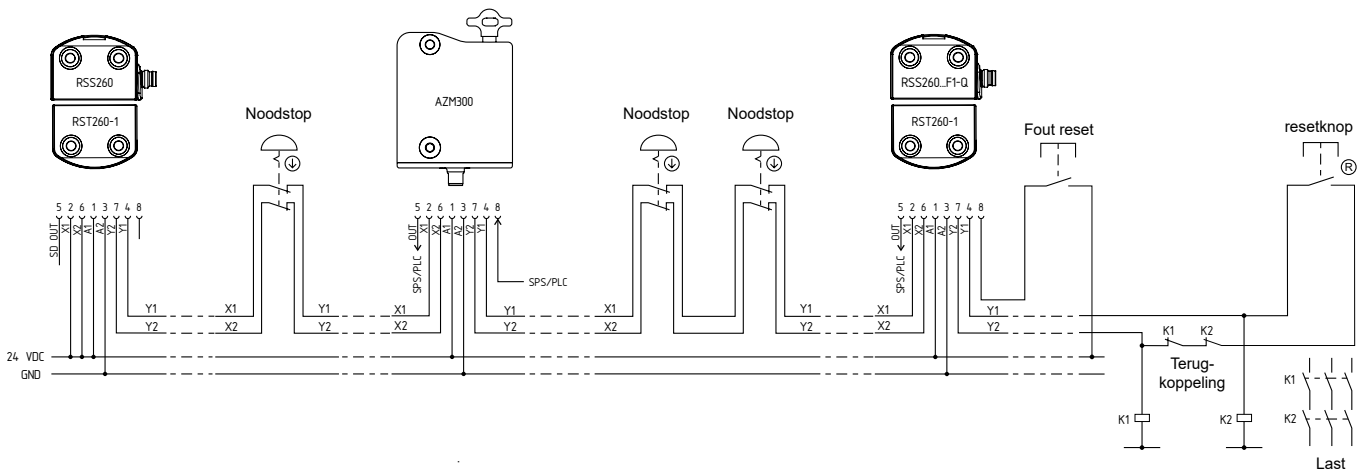 RSS260
RST260-1
AZM300
RSS260...F1-Q
RST260-1
Noodstop
Noodstop
Noodstop
Fout reset
resetknop
R
5 2 6 1 3 7 4 8
SD OUT
X1
X2
A1
A2
Y2
Y1
5 2 6 1 3 7 4 8
SPS/PLC OUT
X1
X2
A1
A2
Y2
Y1
SPS/PLC
5 2 6 1 3 7 4 8
SPS/PLC OUT
X1
X2
A1
A2
Y2
Y1
Y1 X1 Y1 X1 Y1 X1 Y1 X1 Y1
Y2 X2 Y2 X2 Y2 X2 Y2 X2 Y2
24 VDC
GND
K1 K2
Terug-
koppeling
K1
K2
K1
K2
Last